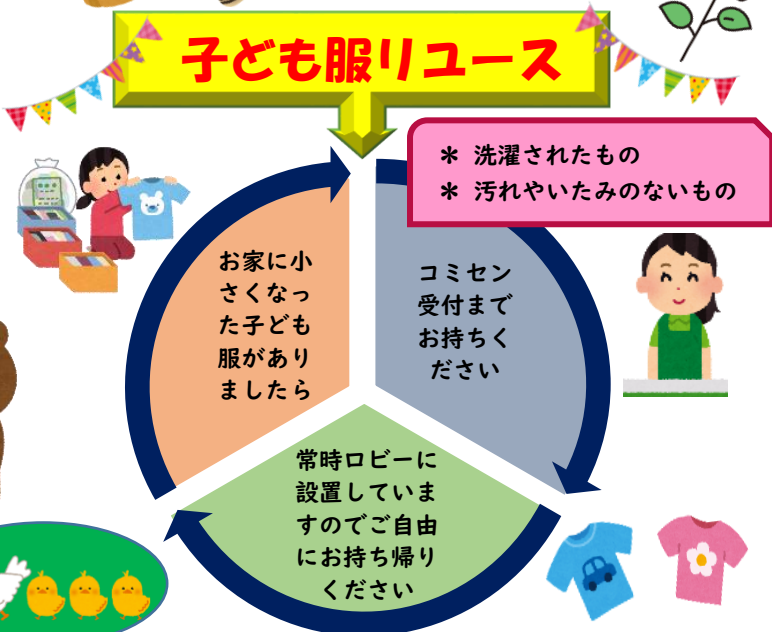 子ども服リユース
＊ 洗濯されたもの
＊ 汚れやいたみのないもの
お家に小
さくなっ
た子ども
服があり
ましたら
コミセン
受付まで
お持ちく
ださい
常時ロビーに
設置していま
すのでご自由
にお持ち帰り
ください